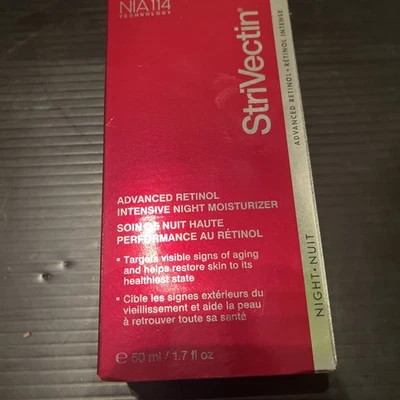 NIA114
TECHNOLOGY
StriVectin®
ADVANCED RETINOL • RÉTINOL INTENSE
ADVANCED RETINOL
INTENSIVE NIGHT MOISTURIZER
SOIN DE NUIT HAUTE
PERFORMANCE AU RÉTINOL
• Targets visible signs of aging
and helps restore skin to its
healthiest state
• Cible les signes extérieurs du
vieillissement et aide la peau
à retrouver toute sa santé
℮ 50 ml / 1.7 fl oz
NIGHT • NUIT